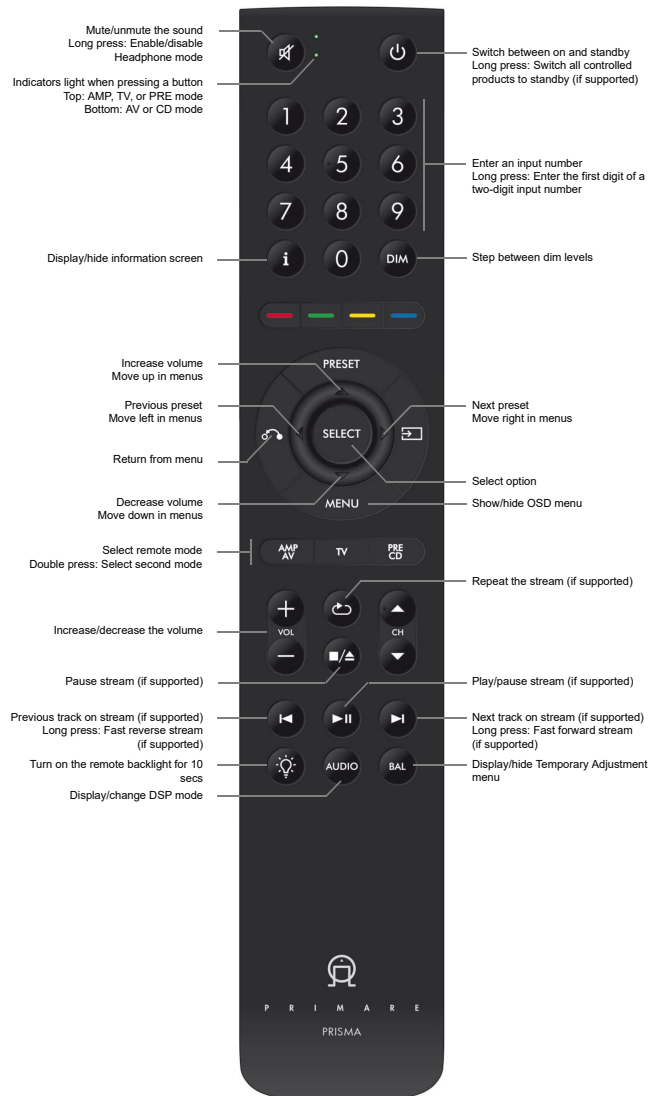 Mute/unmute the sound
Long press: Enable/disable
Headphone mode
Indicators light when pressing a button
Top: AMP, TV, or PRE mode
Bottom: AV or CD mode
Switch between on and standby
Long press: Switch all controlled
products to standby (if supported)
1 2 3
4 5 6
7 8 9
Enter an input number
Long press: Enter the first digit of a
two-digit input number
Display/hide information screen
i 0 DIM
Step between dim levels
PRESET
Increase volume
Move up in menus
Previous preset
Move left in menus
SELECT
Next preset
Move right in menus
Return from menu
Select option
Decrease volume
Move down in menus
MENU
Show/hide OSD menu
Select remote mode
Double press: Select second mode
AMP
AV
TV
PRE
CD
Repeat the stream (if supported)
Increase/decrease the volume
VOL
CH
Pause stream (if supported)
Play/pause stream (if supported)
Previous track on stream (if supported)
Long press: Fast reverse stream
(if supported)
Next track on stream (if supported)
Long press: Fast forward stream
(if supported)
Turn on the remote backlight for 10
secs
AUDIO
BAL
Display/hide Temporary Adjustment
menu
Display/change DSP mode
PRIMARE
PRISMA